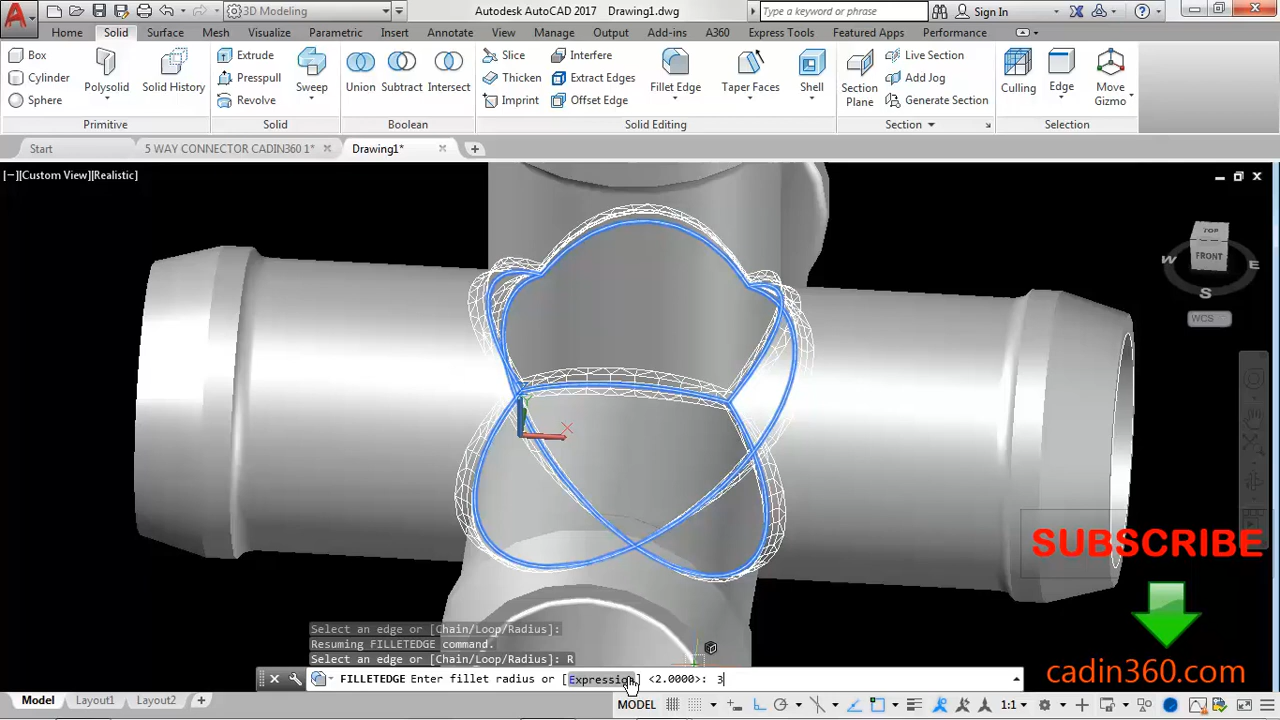 3D Modeling
Autodesk AutoCAD 2017 Drawing1.dwg
Type a keyword or phrase
Sign In
Home Solid Surface Mesh Visualize Parametric Insert Annotate View Manage Output Add-ins A360 Express Tools Featured Apps Performance
Box
Cylinder
Sphere
Polysolid
Solid History
Extrude
Presspull
Revolve
Sweep
Union Subtract Intersect
Slice
Thicken
Imprint
Interfere
Extract Edges
Offset Edge
Fillet Edge
Taper Faces
Shell
Section
Plane
Live Section
Add Jog
Generate Section
Culling
Edge
Move
Gizmo
Primitive Solid Boolean Solid Editing Section Selection
Start 5 WAY CONNECTOR CADIN360 1* Drawing1*
[−][Custom View][Realistic]
TOP
W FRONT E
S
WCS
SUBSCRIBE
cadin360.com
Select an edge or [Chain/Loop/Radius]:
Resuming FILLETEDGE command.
Select an edge or [Chain/Loop/Radius]: R
FILLETEDGE Enter fillet radius or [Expression] <2.0000>: 3
Model Layout1 Layout2
MODEL
1:1